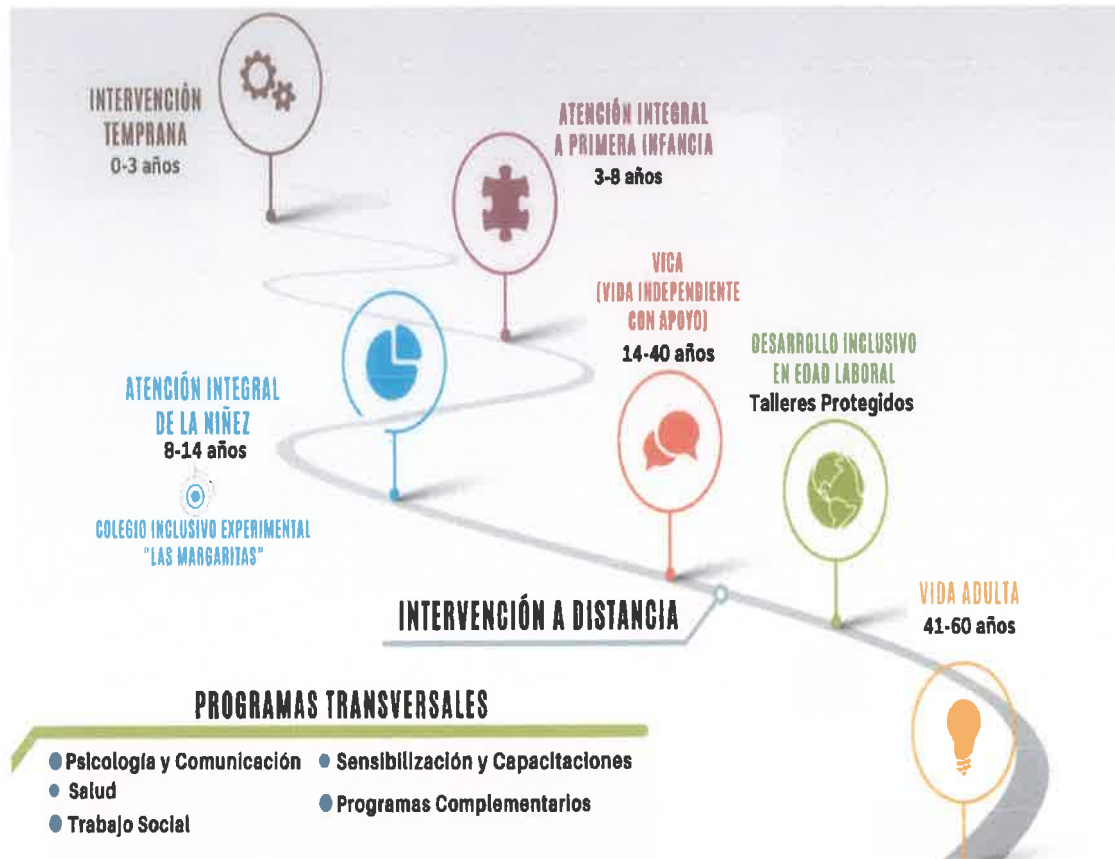 INTERVENCIÓN
TEMPRANA
0-3 años
ATENCIÓN INTEGRAL
A PRIMERA INFANCIA
3-8 años
ATENCIÓN INTEGRAL
DE LA NIÑEZ
8-14 años
COLEGIO INCLUSIVO EXPERIMENTAL
"LAS MARGARITAS"
VICA
(VIDA INDEPENDIENTE
CON APOYO)
14-40 años
DESARROLLO INCLUSIVO
EN EDAD LABORAL
Talleres Protegidos
INTERVENCIÓN A DISTANCIA
VIDA ADULTA
41-60 años
PROGRAMAS TRANSVERSALES
Psicología y Comunicación
Salud
Trabajo Social
Sensibilización y Capacitaciones
Programas Complementarios